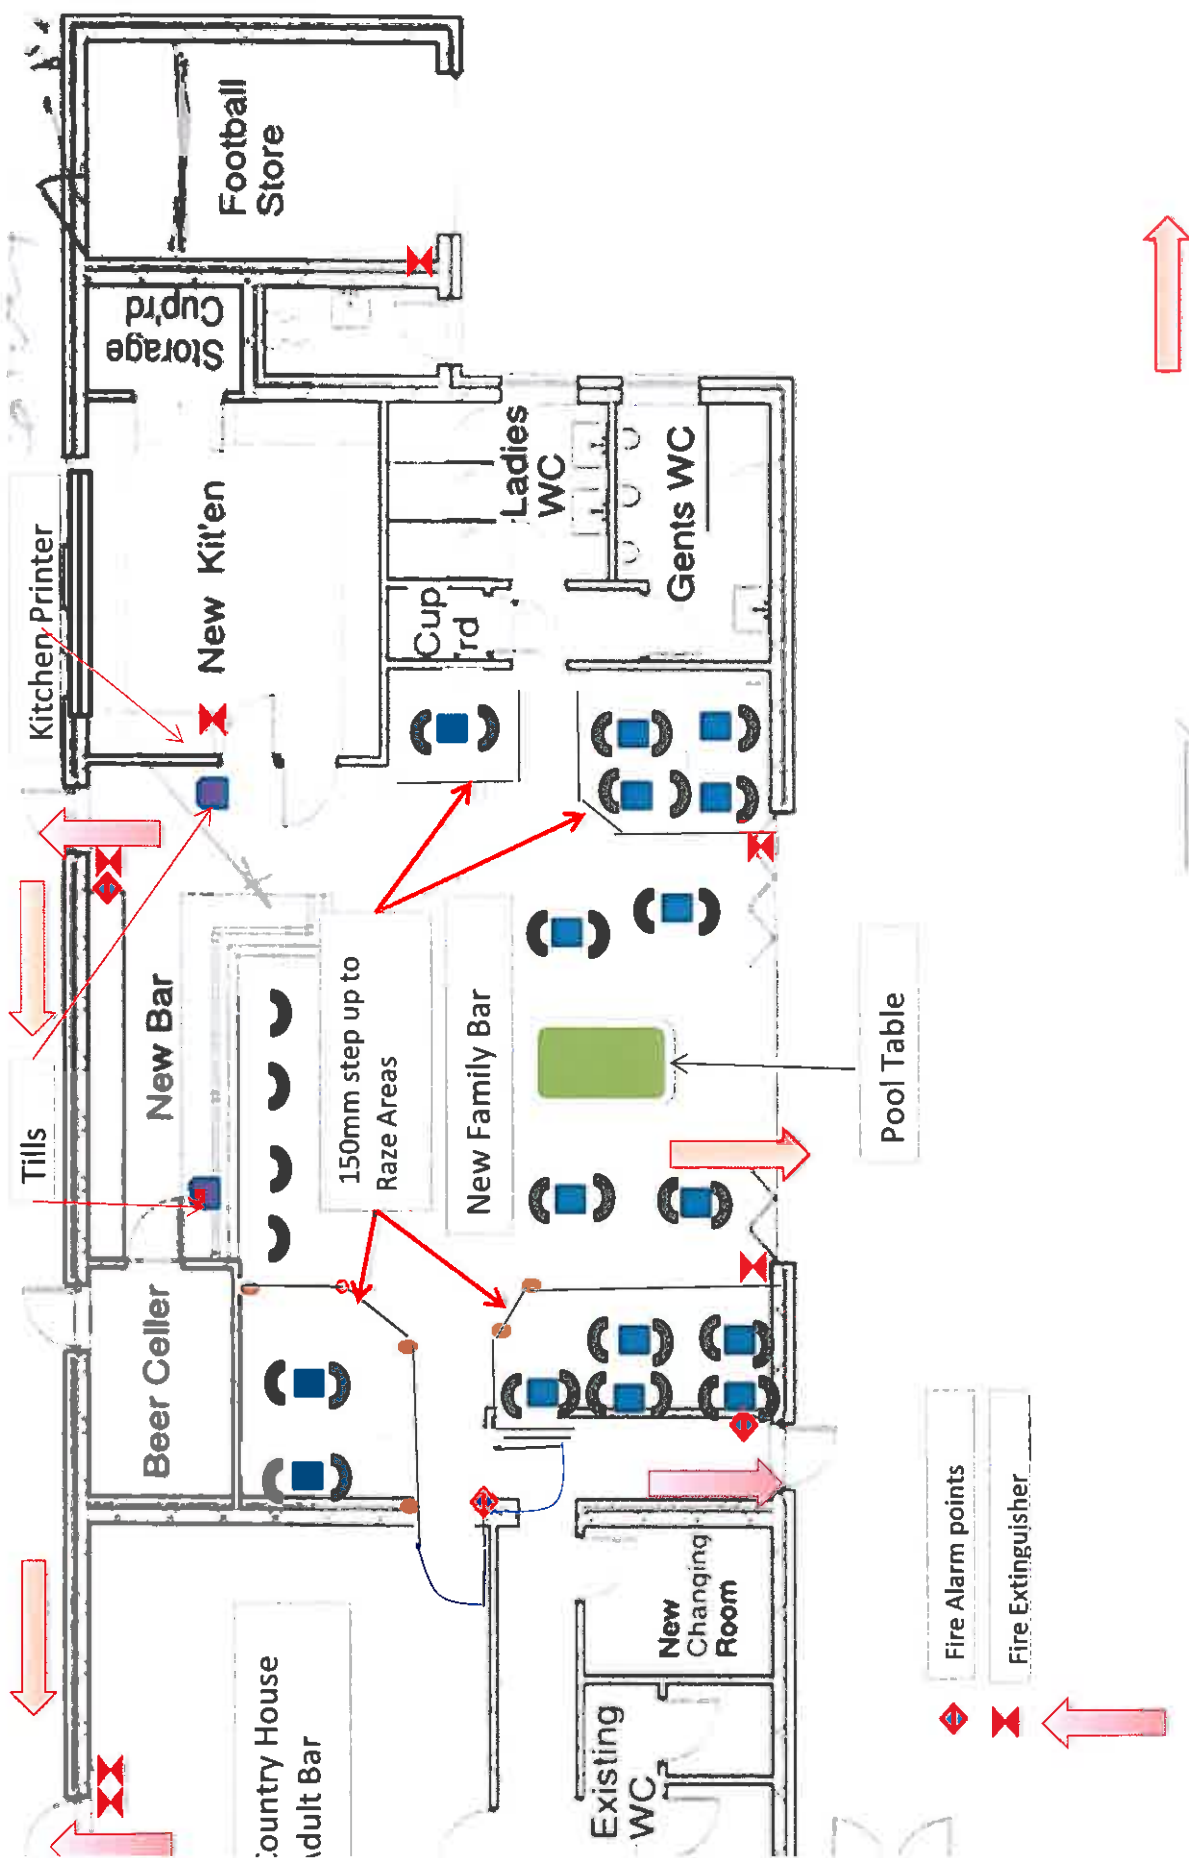 Kitchen Printer
Tills
Football
Store
Storage
Cup'rd
New Kit'en
Ladies
WC
Cup
rd
Gents WC
New Bar
Beer Celler
150mm step up to
Raze Areas
New Family Bar
Pool Table
Country House
Adult Bar
New
Changing
Room
Existing
WC
Fire Alarm points
Fire Extinguisher